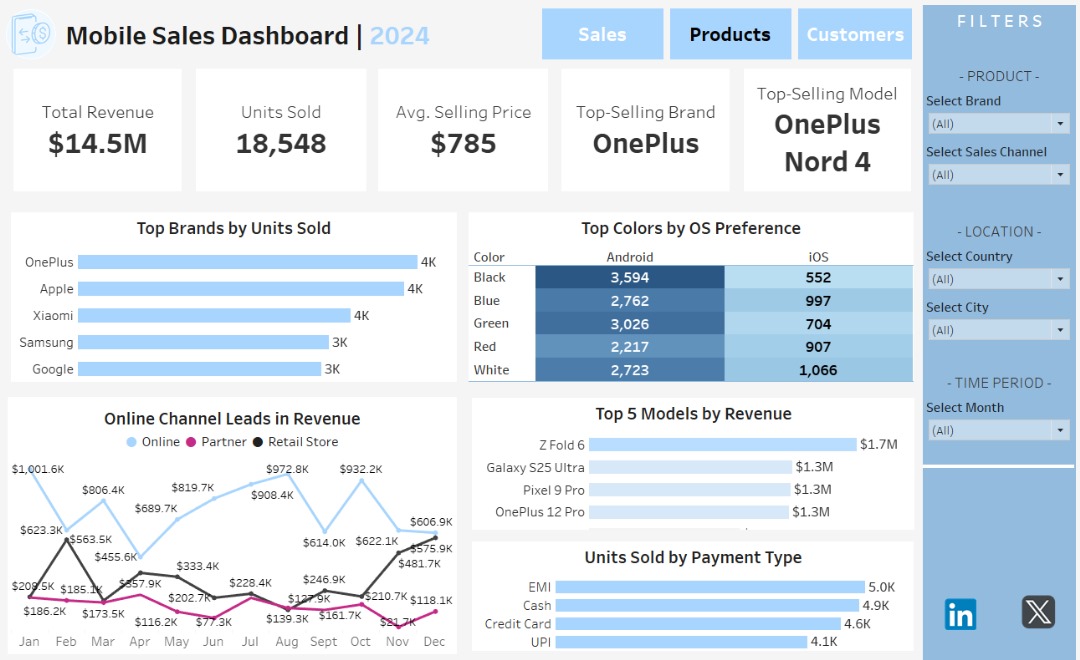 Mobile Sales Dashboard | 2024
Sales
Products
Customers
FILTERS
Total Revenue
$14.5M
Units Sold
18,548
Avg. Selling Price
$785
Top-Selling Brand
OnePlus
Top-Selling Model
OnePlus
Nord 4
- PRODUCT -
Select Brand
(All)
Select Sales Channel
(All)
- LOCATION -
Select Country
(All)
Select City
(All)
- TIME PERIOD -
Select Month
(All)
Top Brands by Units Sold
OnePlus 4K
Apple 4K
Xiaomi 4K
Samsung 3K
Google 3K
Top Colors by OS Preference
Color Android iOS
Black 3,594 552
Blue 2,762 997
Green 3,026 704
Red 2,217 907
White 2,723 1,066
Online Channel Leads in Revenue
Online Partner Retail Store
$1,001.6K
$623.3K
$806.4K
$455.6K
$689.7K
$819.7K
$908.4K
$972.8K
$614.0K
$932.2K
$622.1K
$606.9K
$209.5K
$563.5K
$185.1K
$357.9K
$333.4K
$202.7K
$228.4K
$127.9K
$246.9K
$210.7K
$481.7K
$575.9K
$186.2K
$173.5K
$116.2K
$77.3K
$139.3K
$161.7K
$21.7K
$118.1K
Jan Feb Mar Apr May Jun Jul Aug Sept Oct Nov Dec
Top 5 Models by Revenue
Z Fold 6 $1.7M
Galaxy S25 Ultra $1.3M
Pixel 9 Pro $1.3M
OnePlus 12 Pro $1.3M
Units Sold by Payment Type
EMI 5.0K
Cash 4.9K
Credit Card 4.6K
UPI 4.1K
in
X